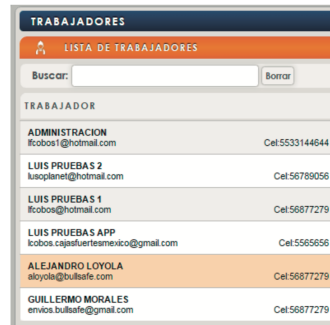 TRABAJADORES
LISTA DE TRABAJADORES
Buscar: Borrar
TRABAJADOR
ADMINISTRACION
lfcobos1@hotmail.com Cel:5533144644
LUIS PRUEBAS 2
lusoplanet@hotmail.com Cel:56789056
LUIS PRUEBAS 1
lfcobos@hotmail.com Cel:56877279
LUIS PRUEBAS APP
lcobos.cajasfuertesmexico@gmail.com Cel:5565656
ALEJANDRO LOYOLA
aloyola@bullsafe.com Cel:56877279
GUILLERMO MORALES
envios.bullsafe@gmail.com Cel:56877279